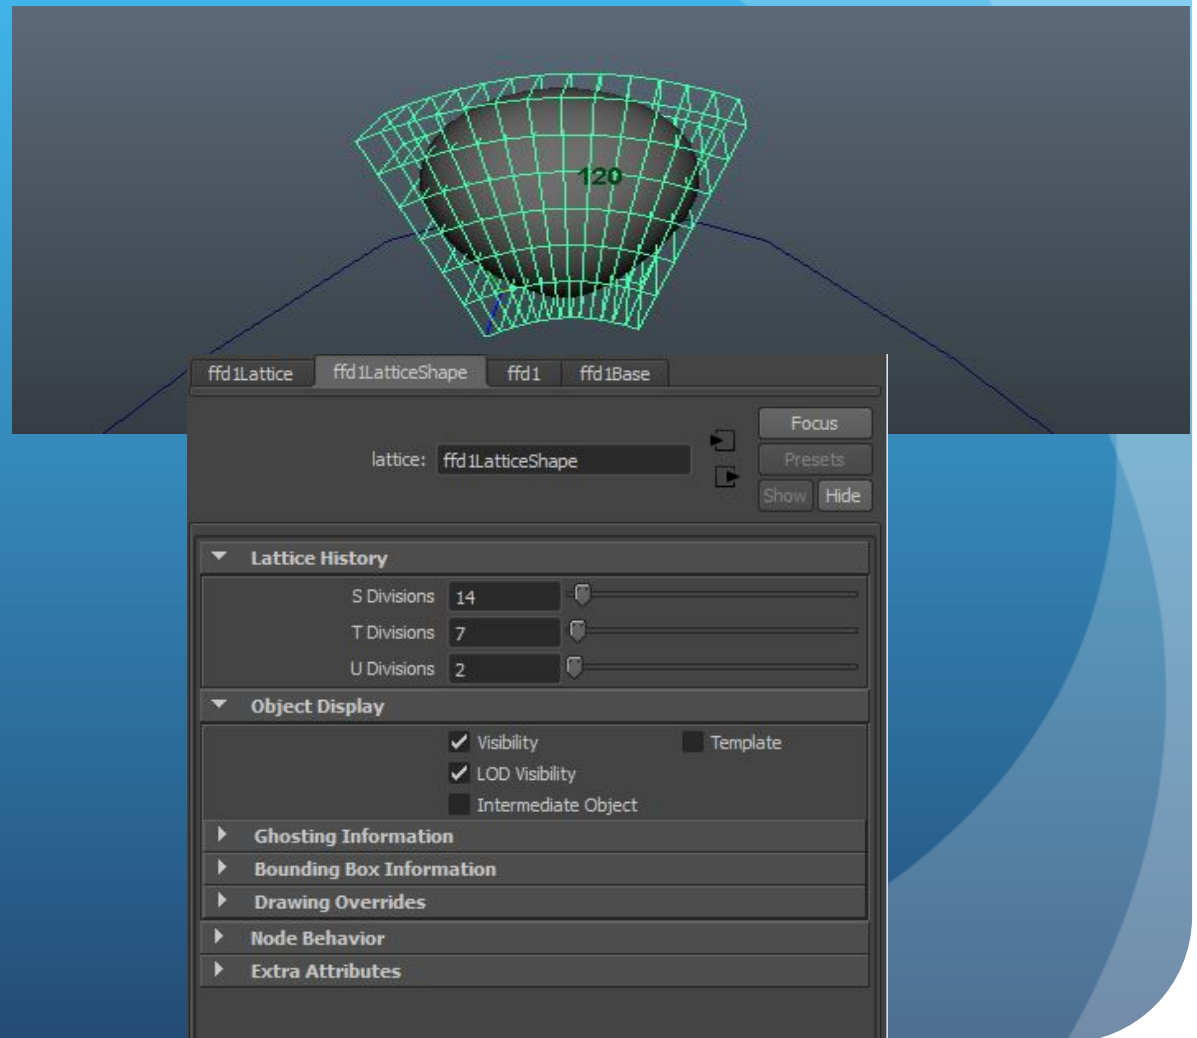 120
ffd1Lattice ffd1LatticeShape ffd1 ffd1Base
Focus
lattice: ffd1LatticeShape
Presets
Show Hide
Lattice History
S Divisions 14
T Divisions 7
U Divisions 2
Object Display
Visibility Template
LOD Visibility
Intermediate Object
Ghosting Information
Bounding Box Information
Drawing Overrides
Node Behavior
Extra Attributes